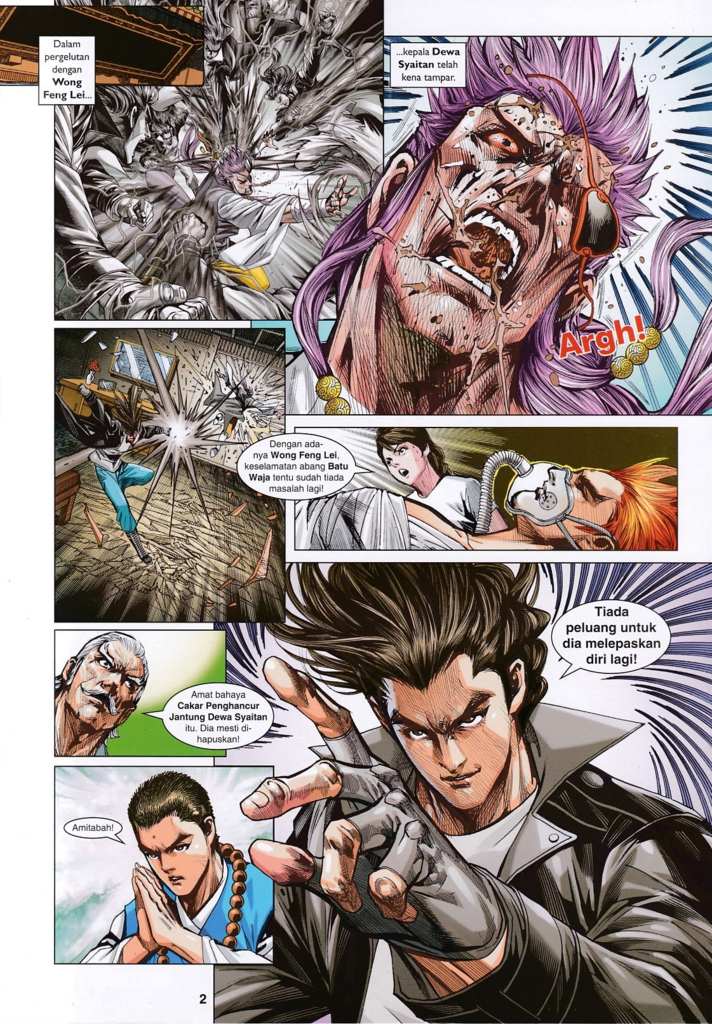 Dalam
pergelutan
dengan
Wong
Feng Lei...
...kepala Dewa
Syaitan telah
kena tampar.
Argh!
Dengan ada-
nya Wong Feng Lei,
keselamatan abang Batu
Waja tentu sudah tiada
masalah lagi!
Tiada
peluang untuk
dia melepaskan
diri lagi!
Amat bahaya
Cakar Penghancur
Jantung Dewa Syaitan
itu. Dia mesti di-
hapuskan!
Amitabah!
2